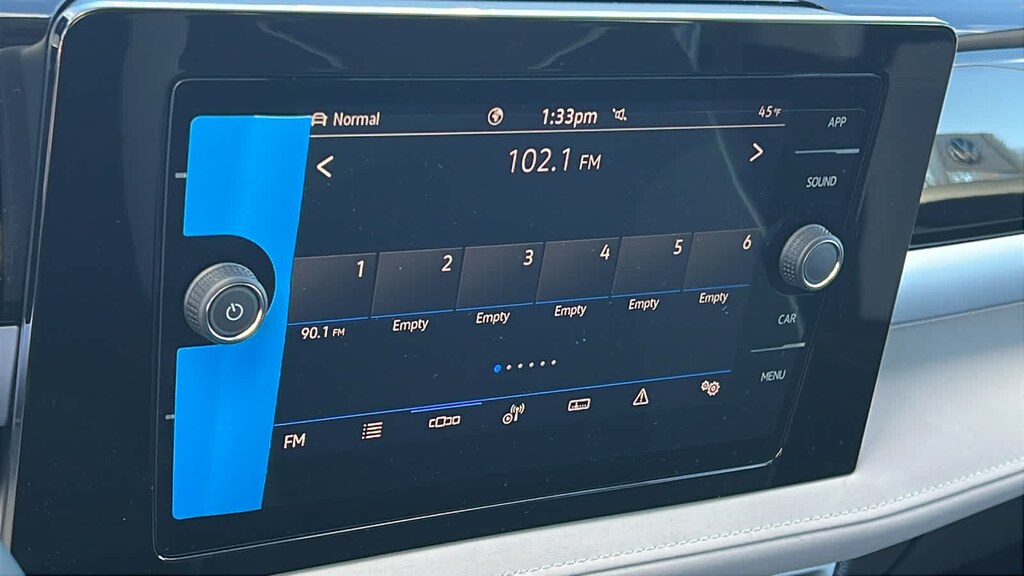 Normal 1:33pm 45°F
APP
102.1 FM
SOUND
1 2 3 4 5 6
90.1 FM Empty Empty Empty Empty Empty
CAR
MENU
FM